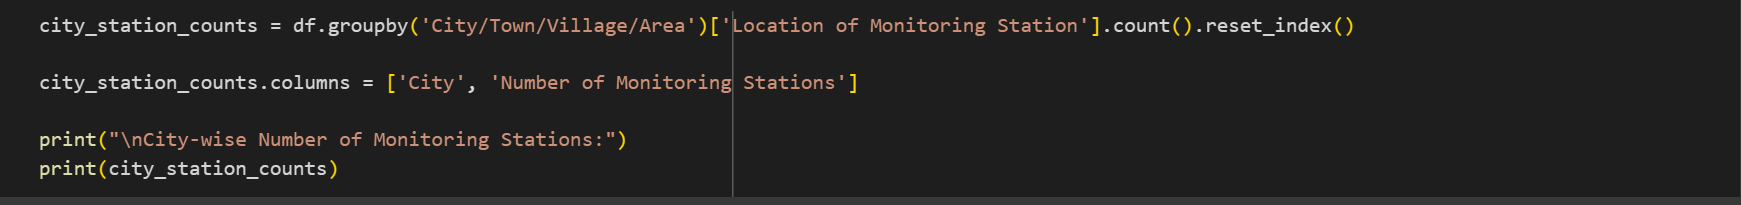 city_station_counts = df.groupby('City/Town/Village/Area')['Location of Monitoring Station'].count().reset_index()
city_station_counts.columns = ['City', 'Number of Monitoring Stations']
print("\nCity-wise Number of Monitoring Stations:")
print(city_station_counts)